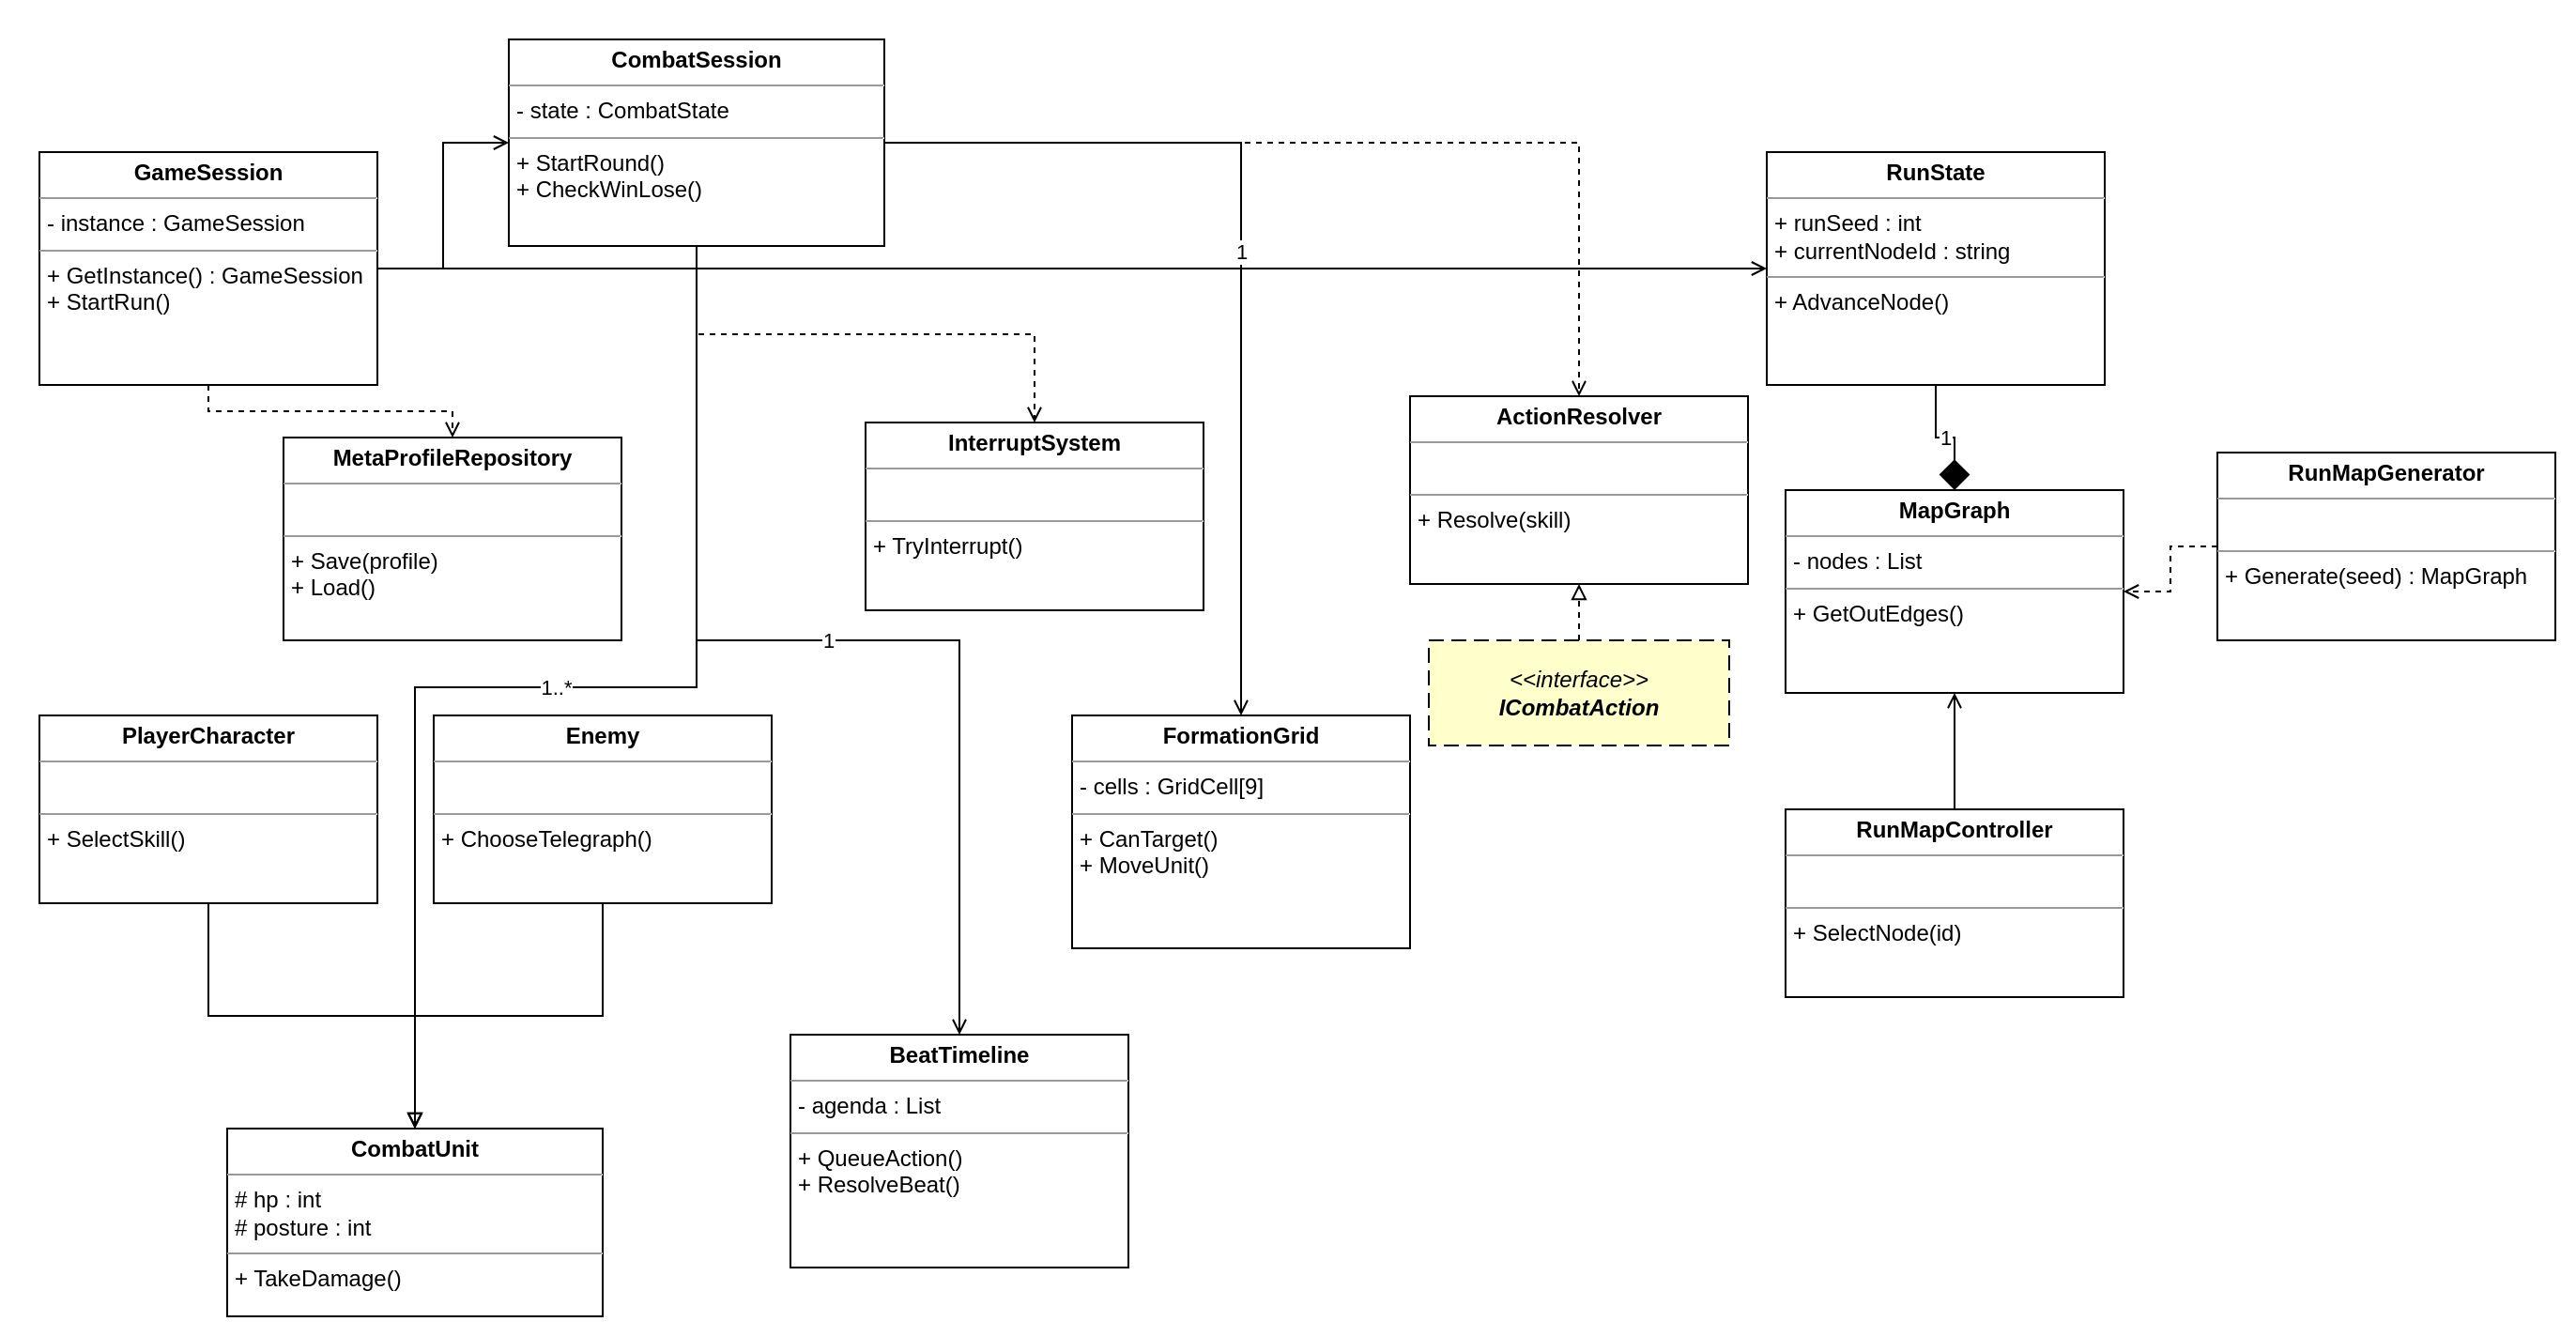 CombatSession
- state : CombatState
+ StartRound()
+ CheckWinLose()
GameSession
- instance : GameSession
+ GetInstance() : GameSession
+ StartRun()
RunState
+ runSeed : int
+ currentNodeId : string
+ AdvanceNode()
1
MetaProfileRepository
+ Save(profile)
+ Load()
InterruptSystem
+ TryInterrupt()
ActionResolver
+ Resolve(skill)
1
MapGraph
- nodes : List
+ GetOutEdges()
RunMapGenerator
+ Generate(seed) : MapGraph
1
1..*
<<interface>>
ICombatAction
PlayerCharacter
+ SelectSkill()
Enemy
+ ChooseTelegraph()
FormationGrid
- cells : GridCell[9]
+ CanTarget()
+ MoveUnit()
RunMapController
+ SelectNode(id)
BeatTimeline
- agenda : List
+ QueueAction()
+ ResolveBeat()
CombatUnit
# hp : int
# posture : int
+ TakeDamage()